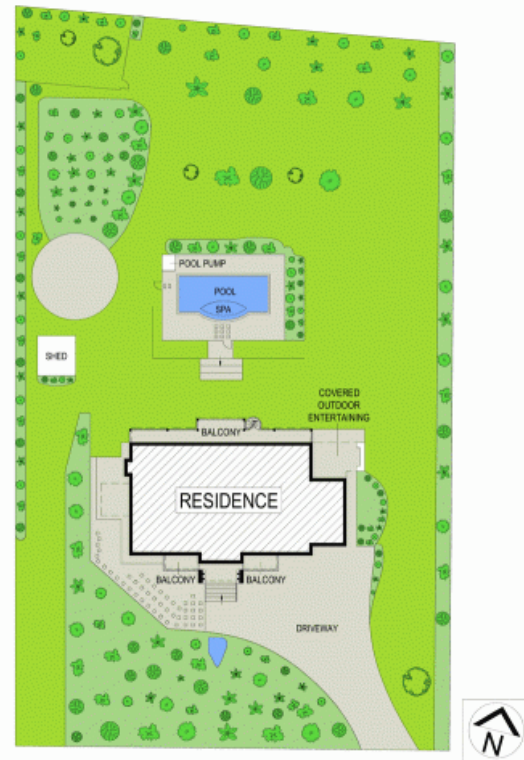 POOL PUMP
POOL
SPA
SHED
COVERED
OUTDOOR
ENTERTAINING
BALCONY
RESIDENCE
BALCONY
BALCONY
DRIVEWAY
N